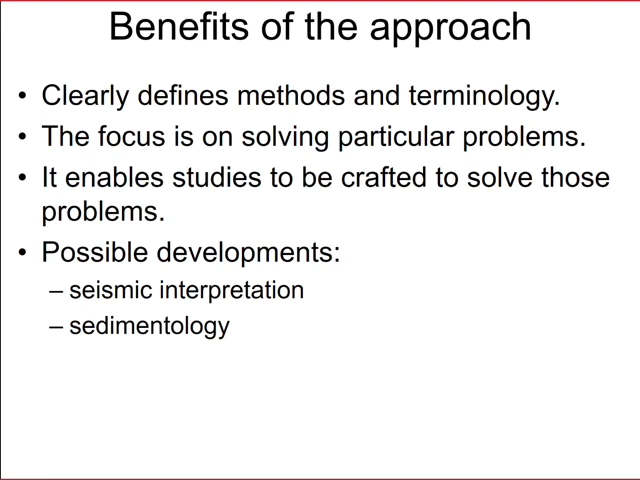 Benefits of the approach
• Clearly defines methods and terminology.
• The focus is on solving particular problems.
• It enables studies to be crafted to solve those
problems.
• Possible developments:
– seismic interpretation
– sedimentology